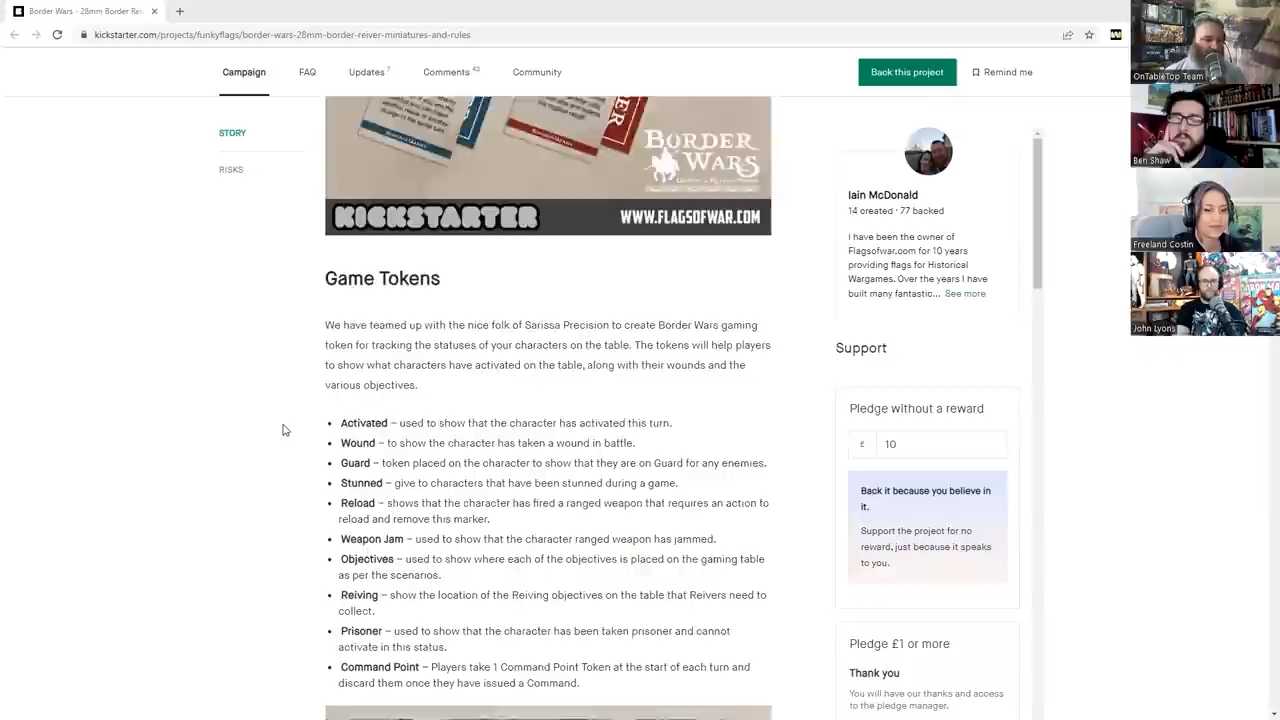 Border Wars - 28mm Border Rei
kickstarter.com/projects/funkyflags/border-wars-28mm-border-reiver-miniatures-and-rules
Campaign
FAQ
Updates 7
Comments 43
Community
Back this project
Remind me
STORY
RISKS
BORDER
WARS
KICKSTARTER
WWW.FLAGSOFWAR.COM
Game Tokens
We have teamed up with the nice folk of Sarissa Precision to create Border Wars gaming
token for tracking the statuses of your characters on the table. The tokens will help players
to show what characters have activated on the table, along with their wounds and the
various objectives.
• Activated – used to show that the character has activated this turn.
• Wound – to show the character has taken a wound in battle.
• Guard – token placed on the character to show that they are on Guard for any enemies.
• Stunned – give to characters that have been stunned during a game.
• Reload – shows that the character has fired a ranged weapon that requires an action to
reload and remove this marker.
• Weapon Jam – used to show that the character ranged weapon has jammed.
• Objectives – used to show where each of the objectives is placed on the gaming table
as per the scenarios.
• Reiving – show the location of the Reiving objectives on the table that Reivers need to
collect.
• Prisoner – used to show that the character has been taken prisoner and cannot
activate in this status.
• Command Point – Players take 1 Command Point Token at the start of each turn and
discard them once they have issued a Command.
Iain McDonald
14 created · 77 backed
I have been the owner of
Flagsofwar.com for 10 years
providing flags for Historical
Wargames. Over the years I have
built many fantastic... See more
Support
Pledge without a reward
£ 10
Back it because you believe in
it.
Support the project for no
reward, just because it speaks
to you.
Pledge £1 or more
Thank you
You will have our thanks and access
to the pledge manager.
OnTableTop Team
Ben Shaw
Freeland Costin
John Lyons